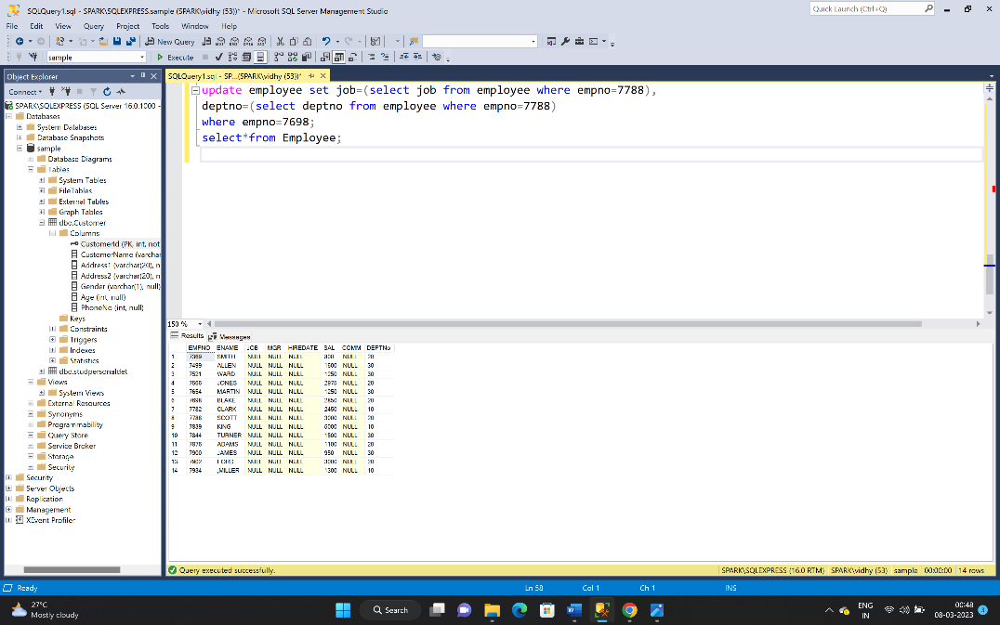 SQLQuery1.sql - SPARK\SQLEXPRESS.sample (SPARK\vidhy (53))* - Microsoft SQL Server Management Studio
Quick Launch (Ctrl+Q)
File Edit View Query Project Tools Window Help
New Query
sample
Execute
Object Explorer
Connect
SPARK\SQLEXPRESS (SQL Server 16.0.1000 -
Databases
System Databases
Database Snapshots
sample
Database Diagrams
Tables
System Tables
FileTables
External Tables
Graph Tables
dbo.Customer
Columns
CustomerId (PK, int, not
CustomerName (varchar
Address1 (varchar(20), n
Address2 (varchar(20), n
Gender (varchar(1), null)
Age (int, null)
PhoneNo (int, null)
Keys
Constraints
Triggers
Indexes
Statistics
dbo.studpersonaldet
Views
System Views
External Resources
Synonyms
Programmability
Query Store
Service Broker
Storage
Security
Security
Server Objects
Replication
Management
XEvent Profiler
SQLQuery1.sql - SP...(SPARK\vidhy (53))*
update employee set job=(select job from employee where empno=7788),
deptno=(select deptno from employee where empno=7788)
where empno=7698;
select*from Employee;
150 %
Results Messages
EMPNO ENAME JOB MGR HIREDATE SAL COMM DEPTNo
1 7369 SMITH NULL NULL NULL 800 NULL 20
2 7499 ALLEN NULL NULL NULL 1600 NULL 30
3 7521 WARD NULL NULL NULL 1250 NULL 30
4 7566 JONES NULL NULL NULL 2975 NULL 20
5 7654 MARTIN NULL NULL NULL 1250 NULL 30
6 7698 BLAKE NULL NULL NULL 2850 NULL 20
7 7782 CLARK NULL NULL NULL 2450 NULL 10
8 7788 SCOTT NULL NULL NULL 3000 NULL 20
9 7839 KING NULL NULL NULL 5000 NULL 10
10 7844 TURNER NULL NULL NULL 1500 NULL 30
11 7876 ADAMS NULL NULL NULL 1100 NULL 20
12 7900 JAMES NULL NULL NULL 950 NULL 30
13 7902 FORD NULL NULL NULL 3000 NULL 20
14 7934 ,MILLER NULL NULL NULL 1300 NULL 10
Query executed successfully.
SPARK\SQLEXPRESS (16.0 RTM) SPARK\vidhy (53) sample 00:00:00 14 rows
Ready
Ln 58 Col 1 Ch 1 INS
27°C
Mostly cloudy
Search
ENG
IN
00:48
08-03-2023
3